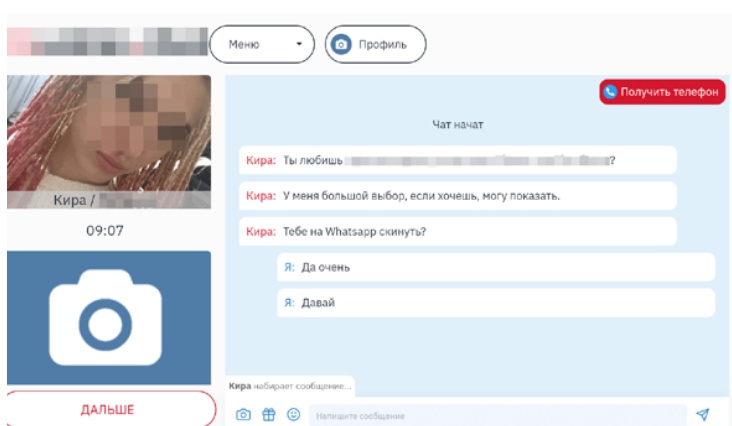 Меню
Профиль
Получить телефон
Чат начат
Кира: Ты любишь ?
Кира /
Кира: У меня большой выбор, если хочешь, могу показать.
09:07
Кира: Тебе на Whatsapp скинуть?
Я: Да очень
Я: Давай
Кира набирает сообщение...
ДАЛЬШЕ
Напишите сообщение